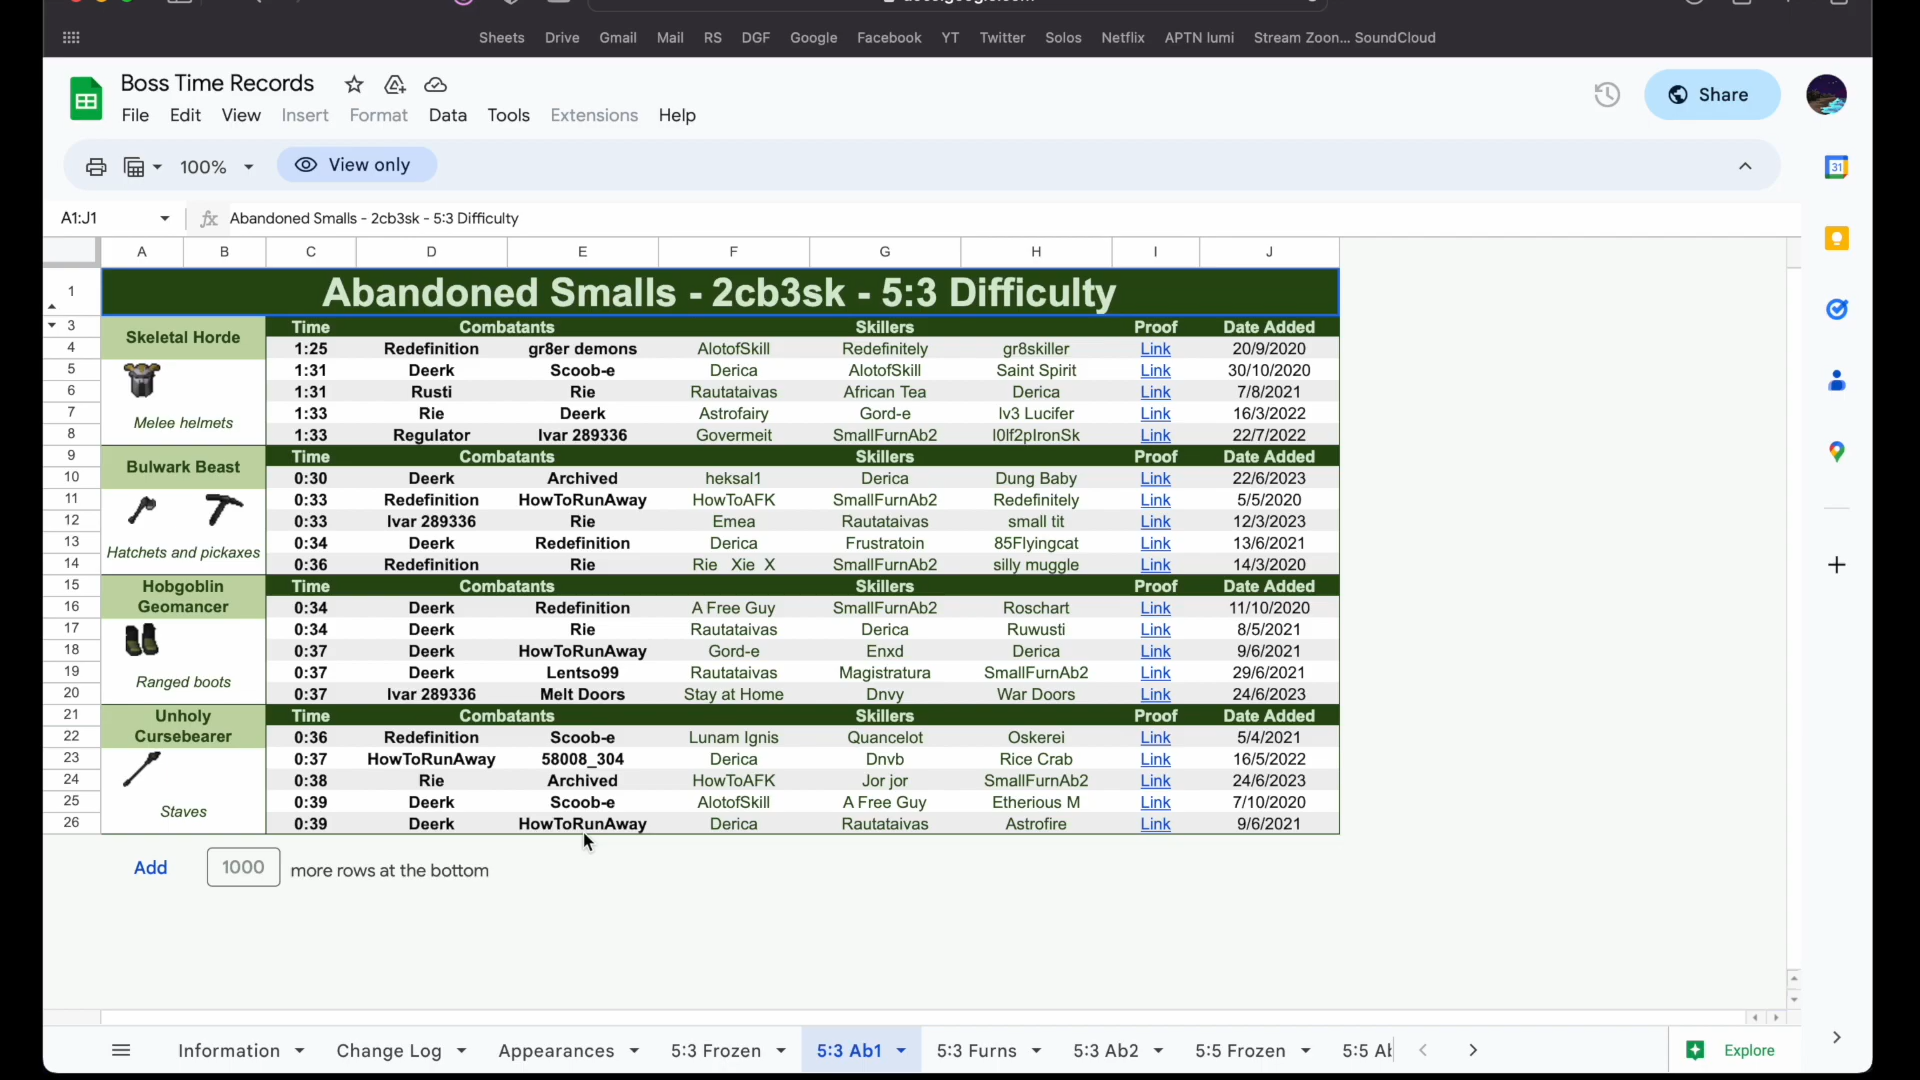 Sheets Drive Gmail Mail RS DGF Google Facebook YT Twitter Solos Netflix APTN lumi Stream Zoon... SoundCloud
Boss Time Records
Share
File Edit View Insert Format Data Tools Extensions Help
100% View only
31
A1:J1 fx Abandoned Smalls - 2cb3sk - 5:3 Difficulty
A B C D E F G H I J
1 Abandoned Smalls - 2cb3sk - 5:3 Difficulty
3 Skeletal Horde Time Combatants Skillers Proof Date Added
4 1:25 Redefinition gr8er demons AlotofSkill Redefinitely gr8skiller Link 20/9/2020
5 1:31 Deerk Scoob-e Derica AlotofSkill Saint Spirit Link 30/10/2020
6 1:31 Rusti Rie Rautataivas African Tea Derica Link 7/8/2021
7 Melee helmets 1:33 Rie Deerk Astrofairy Gord-e lv3 Lucifer Link 16/3/2022
8 1:33 Regulator Ivar 289336 Govermeit SmallFurnAb2 l0lf2plronSk Link 22/7/2022
9 Bulwark Beast Time Combatants Skillers Proof Date Added
10 0:30 Deerk Archived heksal1 Derica Dung Baby Link 22/6/2023
11 0:33 Redefinition HowToRunAway HowToAFK SmallFurnAb2 Redefinitely Link 5/5/2020
12 0:33 Ivar 289336 Rie Emea Rautataivas small tit Link 12/3/2023
13 Hatchets and pickaxes 0:34 Deerk Redefinition Derica Frustratoin 85Flyingcat Link 13/6/2021
14 0:36 Redefinition Rie Rie Xie X SmallFurnAb2 silly muggle Link 14/3/2020
15 Hobgoblin Time Combatants Skillers Proof Date Added
16 Geomancer 0:34 Deerk Redefinition A Free Guy SmallFurnAb2 Roschart Link 11/10/2020
17 0:34 Deerk Rie Rautataivas Derica Ruwusti Link 8/5/2021
18 0:37 Deerk HowToRunAway Gord-e Enxd Derica Link 9/6/2021
19 Ranged boots 0:37 Deerk Lentso99 Rautataivas Magistratura SmallFurnAb2 Link 29/6/2021
20 0:37 Ivar 289336 Melt Doors Stay at Home Dnvy War Doors Link 24/6/2023
21 Unholy Time Combatants Skillers Proof Date Added
22 Cursebearer 0:36 Redefinition Scoob-e Lunam Ignis Quancelot Oskerei Link 5/4/2021
23 0:37 HowToRunAway 58008_304 Derica Dnvb Rice Crab Link 16/5/2022
24 0:38 Rie Archived HowToAFK Jor jor SmallFurnAb2 Link 24/6/2023
25 Staves 0:39 Deerk Scoob-e AlotofSkill A Free Guy Etherious M Link 7/10/2020
26 0:39 Deerk HowToRunAway Derica Rautataivas Astrofire Link 9/6/2021
Add 1000 more rows at the bottom
Information Change Log Appearances 5:3 Frozen 5:3 Ab1 5:3 Furns 5:3 Ab2 5:5 Frozen 5:5 Explore